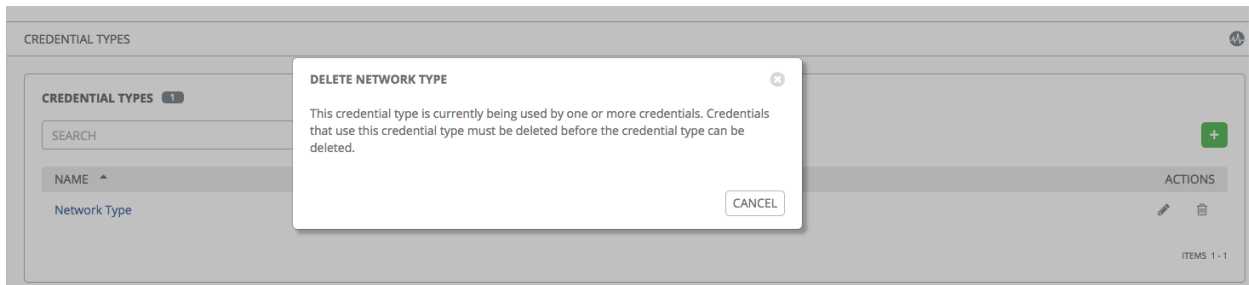 CREDENTIAL TYPES
CREDENTIAL TYPES 1
SEARCH
NAME
ACTIONS
Network Type
ITEMS 1 - 1
DELETE NETWORK TYPE
This credential type is currently being used by one or more credentials. Credentials
that use this credential type must be deleted before the credential type can be
deleted.
CANCEL